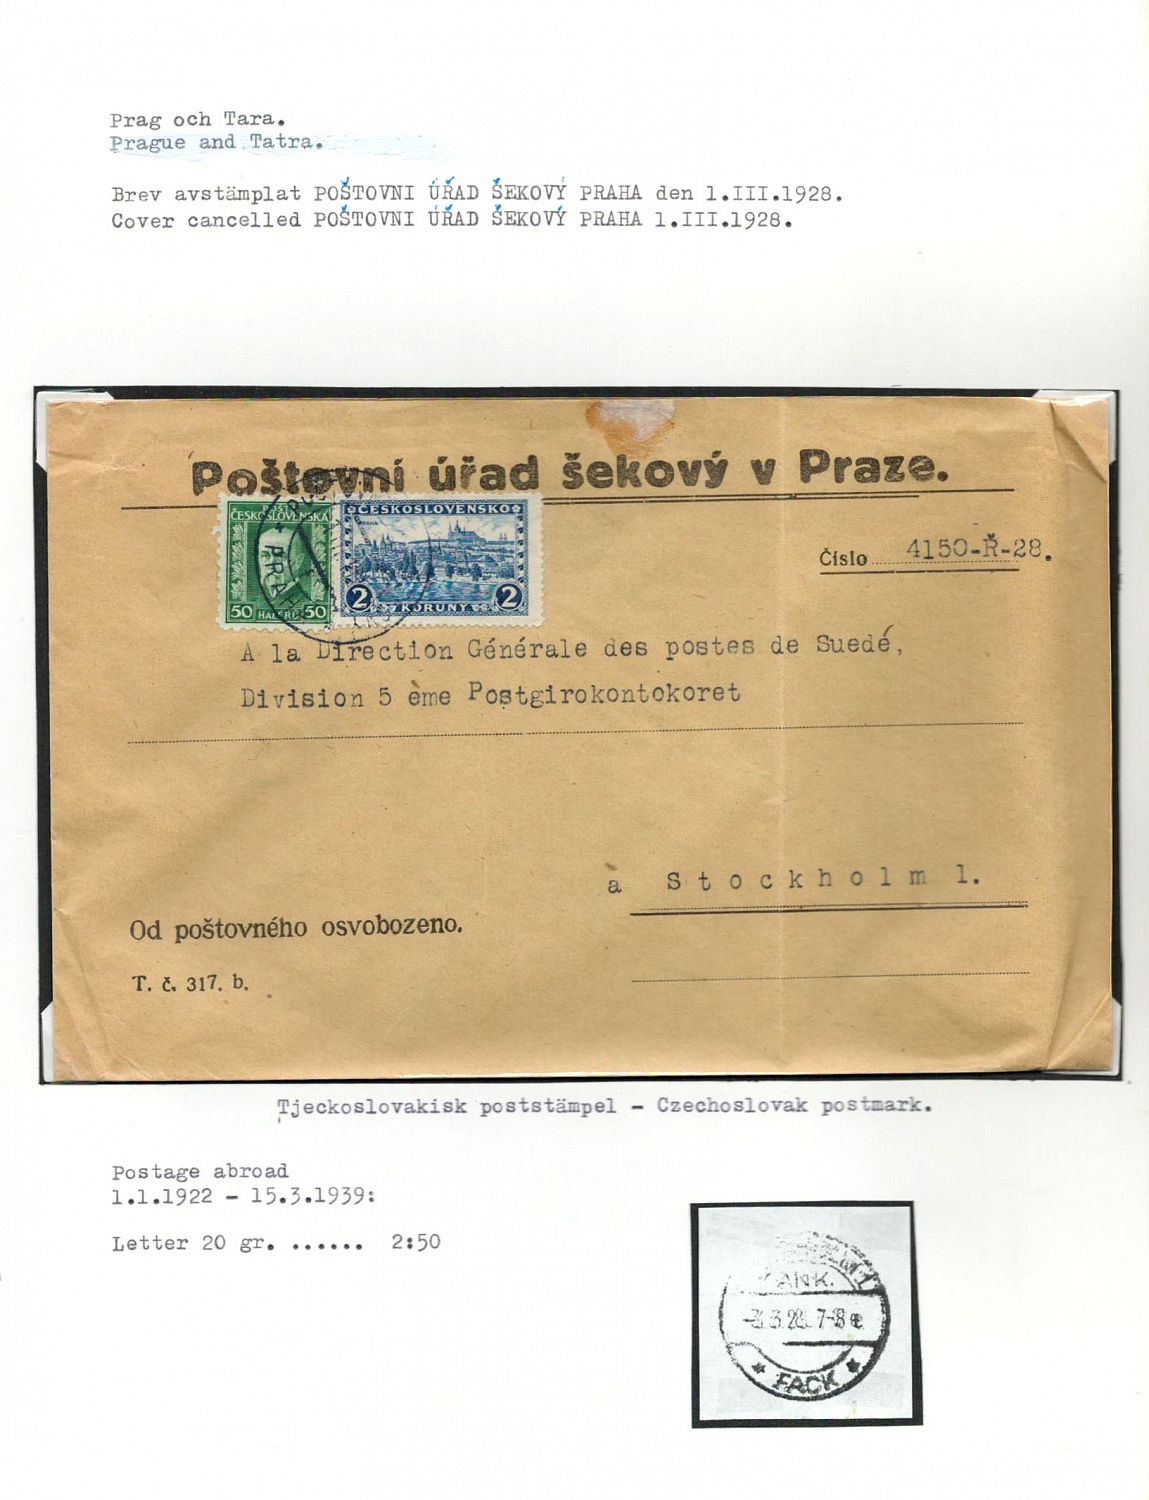 Prag och Tara.
Prague and Tatra.
Brev avstämplat POŠTOVNI ÚŘAD ŠEKOVÝ PRAHA den 1.III.1928.
Cover cancelled POŠTOVNI ÚŘAD ŠEKOVÝ PRAHA 1.III.1928.
Poštovní úřad šekový v Praze.
ČESKOSLOVENSKÁ
50 HALÉŘŮ 50
ČESKOSLOVENSKO
PRAHA
2 KORUNY 2
Číslo 4150-Ř-28.
A la Direction Générale des postes de Suedé,
Division 5 ème Postgirokontokoret
à Stockholm 1.
Od poštovného osvobozeno.
T. č. 317. b.
Tjeckoslovakisk poststämpel - Czechoslovak postmark.
Postage abroad
1.1.1922 - 15.3.1939:
Letter 20 gr. ...... 2:50
ANK.
-3.3.28. 7-8 e
* FACK *